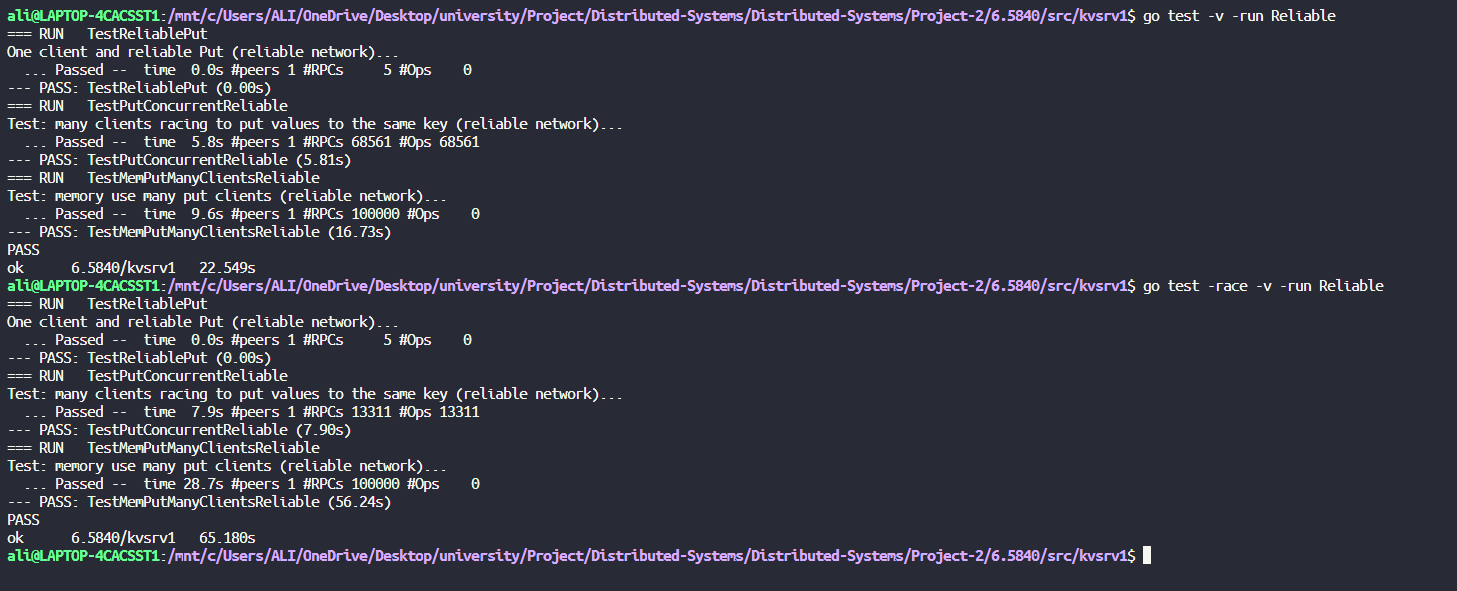 ali@LAPTOP-4CACSST1:/mnt/c/Users/ALI/OneDrive/Desktop/university/Project/Distributed-Systems/Distributed-Systems/Project-2/6.5840/src/kvsrv1$ go test -v -run Reliable
=== RUN   TestReliablePut
One client and reliable Put (reliable network)...
  ... Passed --  time  0.0s #peers 1 #RPCs     5 #Ops    0
--- PASS: TestReliablePut (0.00s)
=== RUN   TestPutConcurrentReliable
Test: many clients racing to put values to the same key (reliable network)...
  ... Passed --  time  5.8s #peers 1 #RPCs 68561 #Ops 68561
--- PASS: TestPutConcurrentReliable (5.81s)
=== RUN   TestMemPutManyClientsReliable
Test: memory use many put clients (reliable network)...
  ... Passed --  time  9.6s #peers 1 #RPCs 100000 #Ops    0
--- PASS: TestMemPutManyClientsReliable (16.73s)
PASS
ok      6.5840/kvsrv1   22.549s
ali@LAPTOP-4CACSST1:/mnt/c/Users/ALI/OneDrive/Desktop/university/Project/Distributed-Systems/Distributed-Systems/Project-2/6.5840/src/kvsrv1$ go test -race -v -run Reliable
=== RUN   TestReliablePut
One client and reliable Put (reliable network)...
  ... Passed --  time  0.0s #peers 1 #RPCs     5 #Ops    0
--- PASS: TestReliablePut (0.00s)
=== RUN   TestPutConcurrentReliable
Test: many clients racing to put values to the same key (reliable network)...
  ... Passed --  time  7.9s #peers 1 #RPCs 13311 #Ops 13311
--- PASS: TestPutConcurrentReliable (7.90s)
=== RUN   TestMemPutManyClientsReliable
Test: memory use many put clients (reliable network)...
  ... Passed --  time 28.7s #peers 1 #RPCs 100000 #Ops    0
--- PASS: TestMemPutManyClientsReliable (56.24s)
PASS
ok      6.5840/kvsrv1   65.180s
ali@LAPTOP-4CACSST1:/mnt/c/Users/ALI/OneDrive/Desktop/university/Project/Distributed-Systems/Distributed-Systems/Project-2/6.5840/src/kvsrv1$